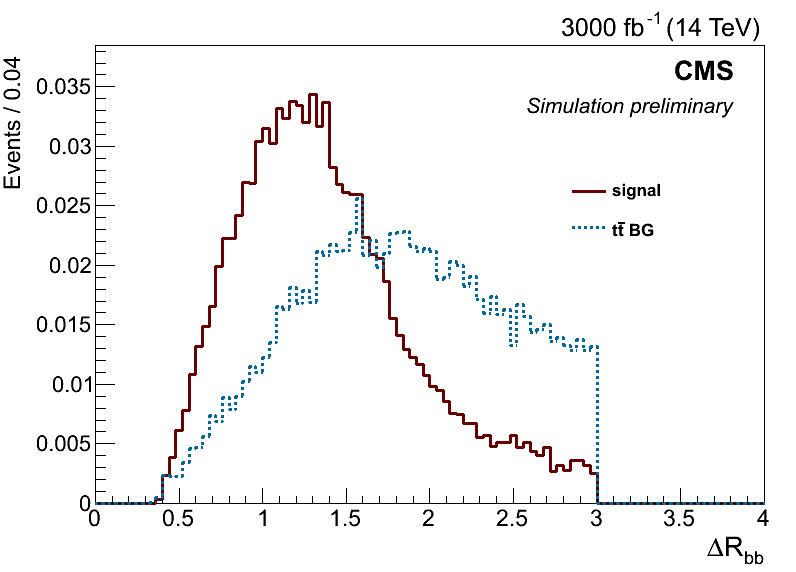 3000 fb⁻¹ (14 TeV)
CMS
Simulation preliminary
Events / 0.04
signal
tt̄ BG
0.035
0.03
0.025
0.02
0.015
0.01
0.005
0
0 0.5 1 1.5 2 2.5 3 3.5 4
ΔR_bb